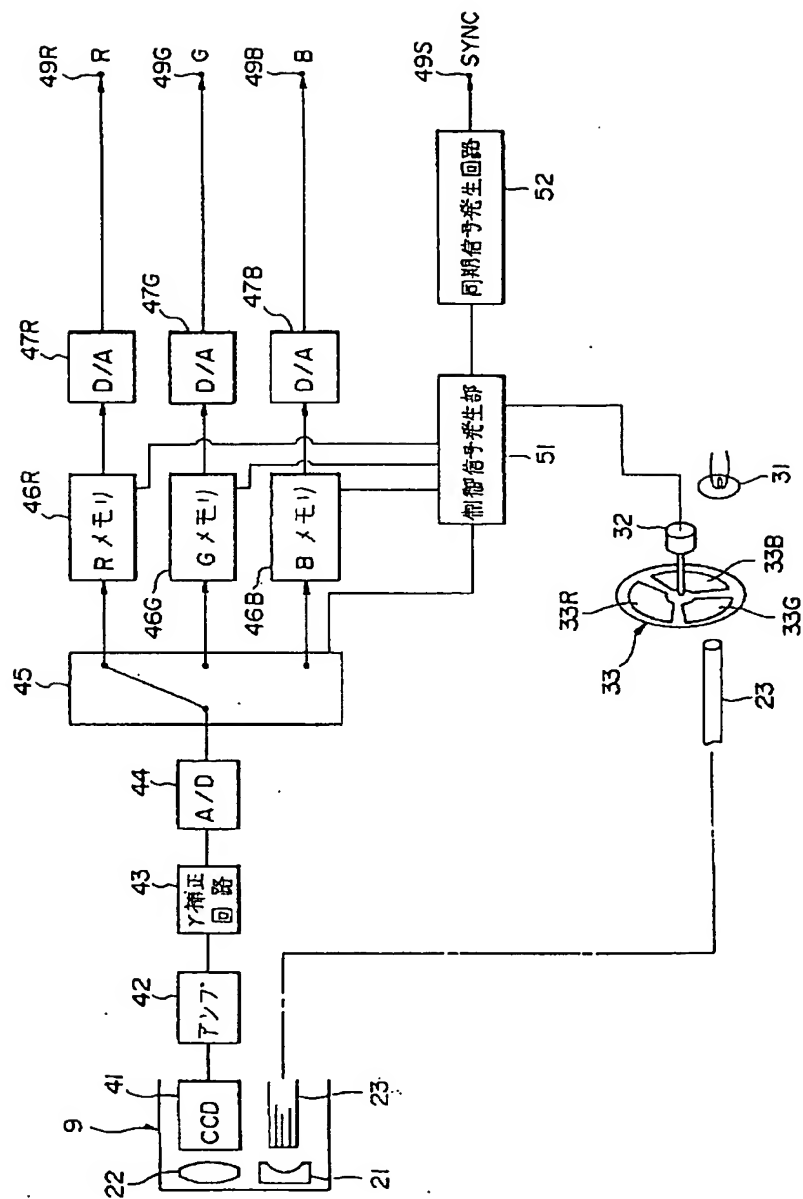 49R
R
49G
G
49B
B
49S
SYNC
47R
D/A
47G
D/A
47B
D/A
同期信号発生回路
52
46R
Rメモリ
46G
Gメモリ
46B
Bメモリ
制御信号発生部
51
45
44
A/D
43
γ補正
回路
42
アンプ
41
CCD
9
22
23
21
32
31
33R
33B
33G
33
23